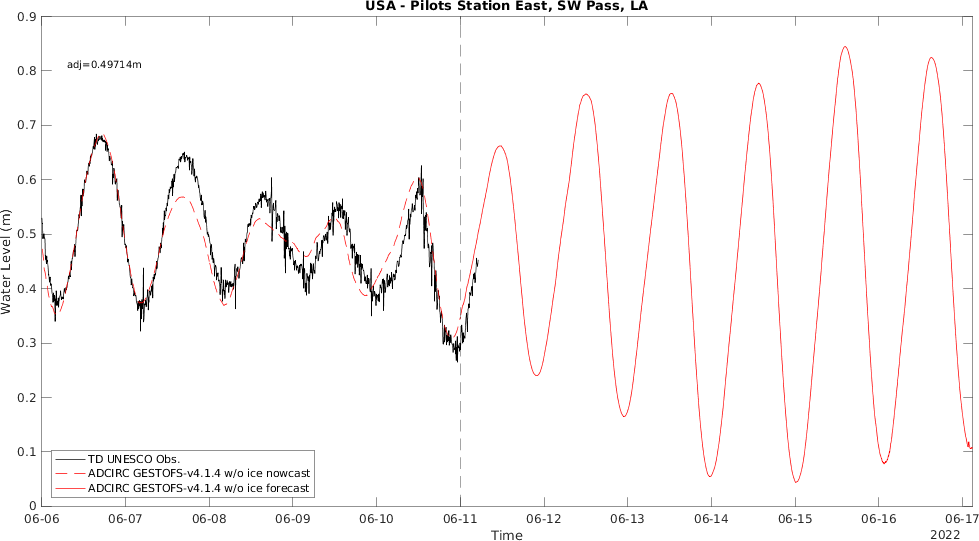 USA - Pilots Station East, SW Pass, LA
0.9
0.8
0.7
0.6
0.5
0.4
0.3
0.2
0.1
0
Water Level (m)
adj=0.49714m
TD UNESCO Obs.
ADCIRC GESTOFS-v4.1.4 w/o ice nowcast
ADCIRC GESTOFS-v4.1.4 w/o ice forecast
06-06 06-07 06-08 06-09 06-10 06-11 06-12 06-13 06-14 06-15 06-16 06-17
Time
2022